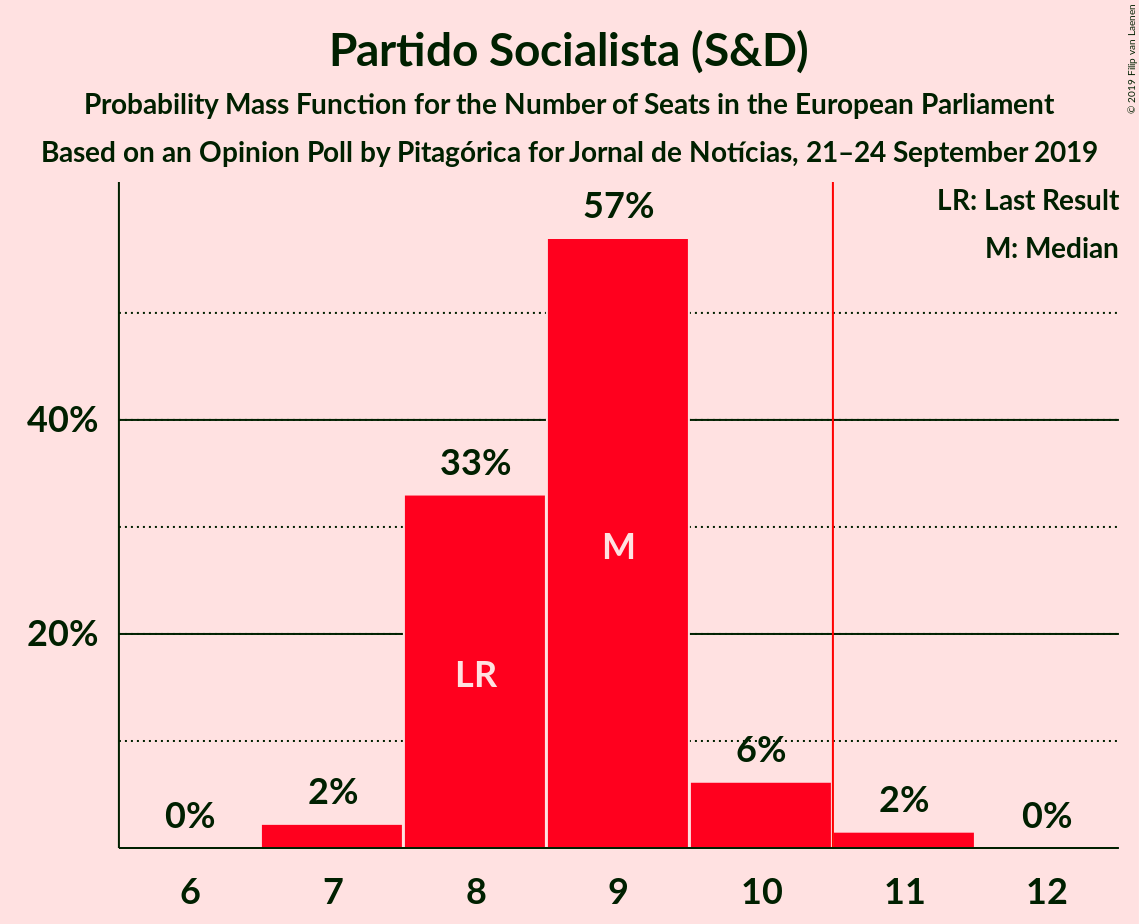 Partido Socialista (S&D)
Probability Mass Function for the Number of Seats in the European Parliament
Based on an Opinion Poll by Pitagórica for Jornal de Notícias, 21–24 September 2019
© 2019 Filip van Laenen
LR: Last Result
M: Median
57%
40%
33%
M
20%
LR
6%
2%
2%
0%
0%
6 7 8 9 10 11 12